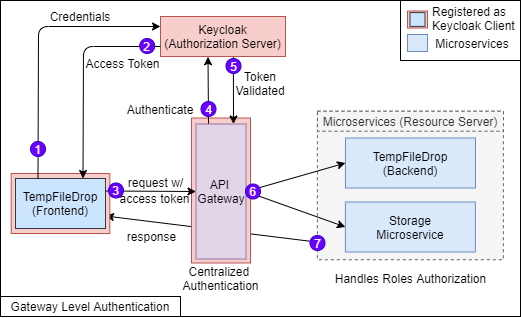 Credentials
Keycloak
(Authorization Server)
Registered as
Keycloak Client
Microservices
2
Access Token
5
Token
Validated
Authenticate
4
Microservices (Resource Server)
1
TempFileDrop
(Backend)
API
Gateway
TempFileDrop
(Frontend)
3
request w/
access token
6
Storage
Microservice
response
7
Centralized
Authentication
Handles Roles Authorization
Gateway Level Authentication